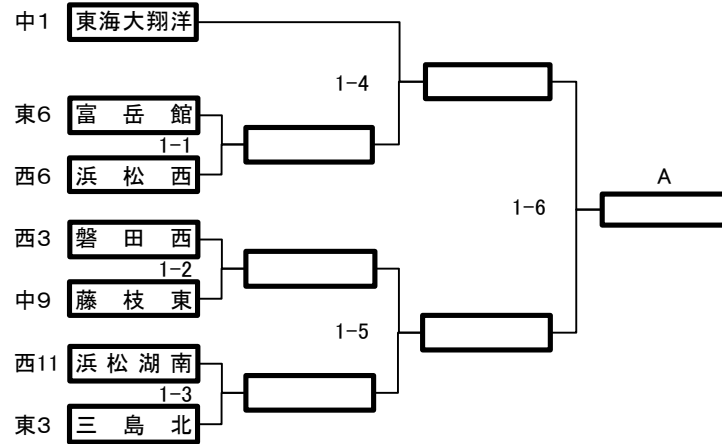 中1 東海大翔洋
1-4
東6 富岳館
1-1
西6 浜松西
A
1-6
西3 磐田西
1-2
中9 藤枝東
1-5
西11 浜松湖南
1-3
東3 三島北